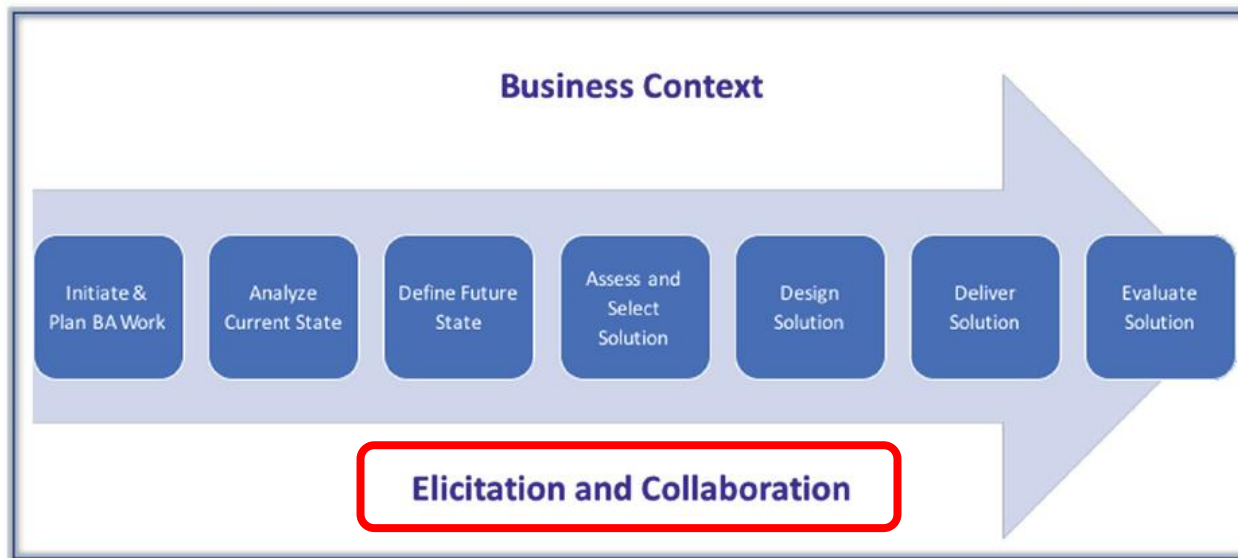 Business Context
Initiate &
Plan BA Work
Analyze
Current State
Define Future
State
Assess and
Select
Solution
Design
Solution
Deliver
Solution
Evaluate
Solution
Elicitation and Collaboration